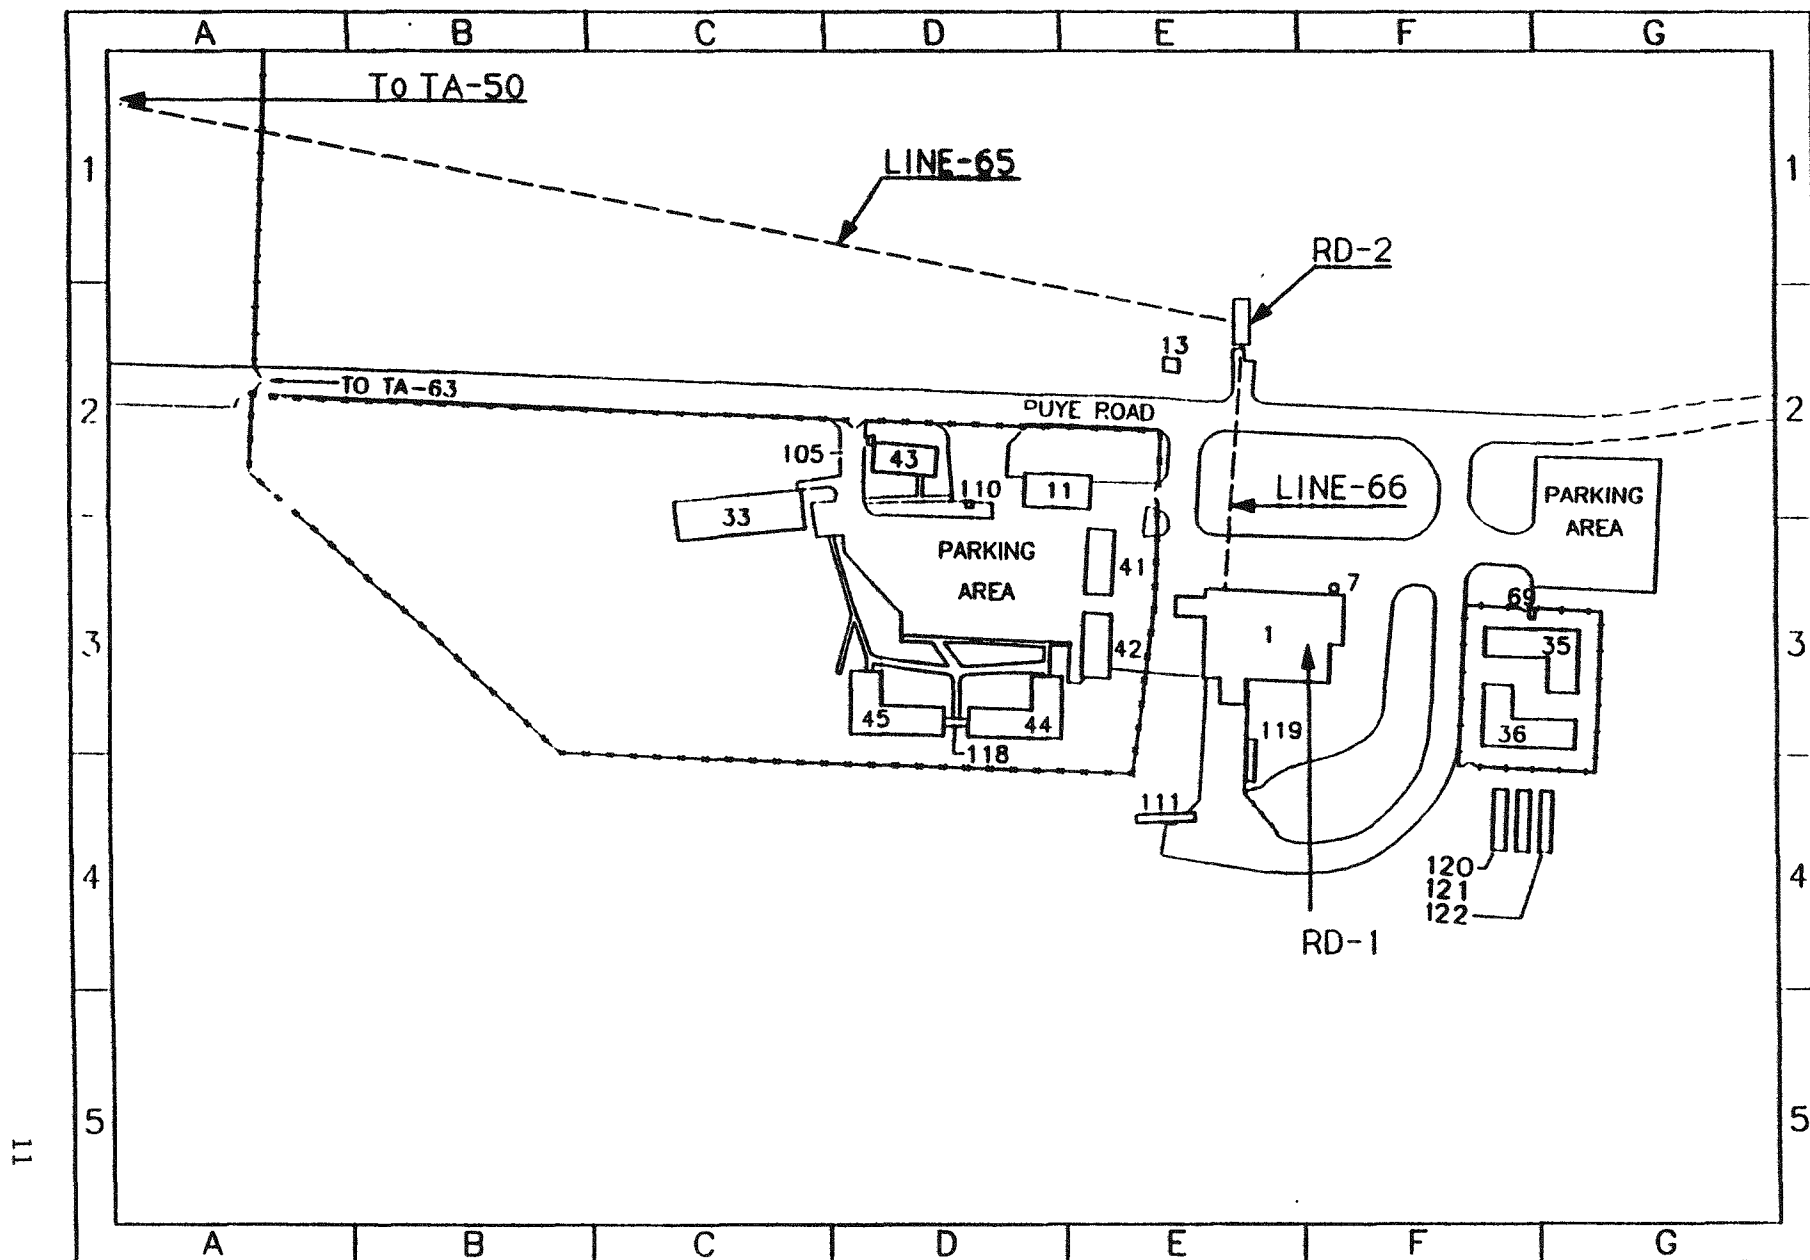 A B C D E F G
TO TA-50
1 LINE-65 1
RD-2
13
TO TA-63
2 PUYE ROAD 2
105 43
110 11 LINE-66 PARKING
AREA
33
PARKING
AREA
41
7
69
3 42 1 35 3
45 44 119 36
118
111
4 120 4
121
122
RD-1
5 5
11
A B C D E F G